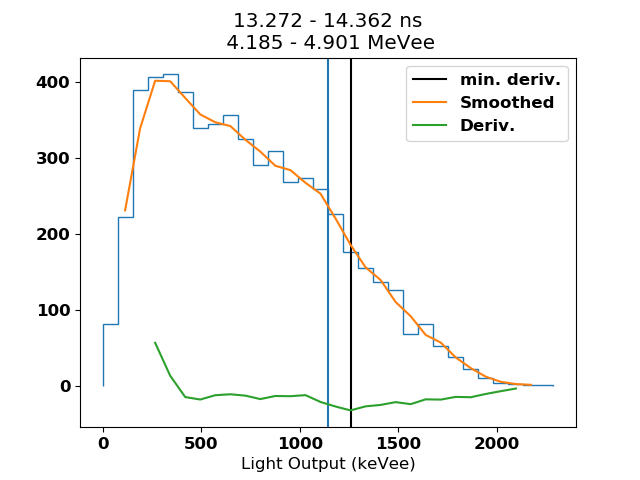 13.272 - 14.362 ns
4.185 - 4.901 MeVee
min. deriv.
Smoothed
Deriv.
400
300
200
100
0
0 500 1000 1500 2000
Light Output (keVee)